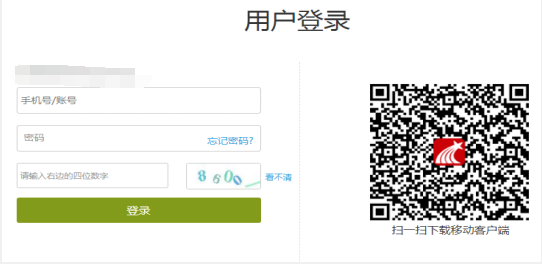 用户登录
手机号/账号
密码
忘记密码?
请输入右边的四位数字
8600
看不清
登录
扫一扫下载移动客户端